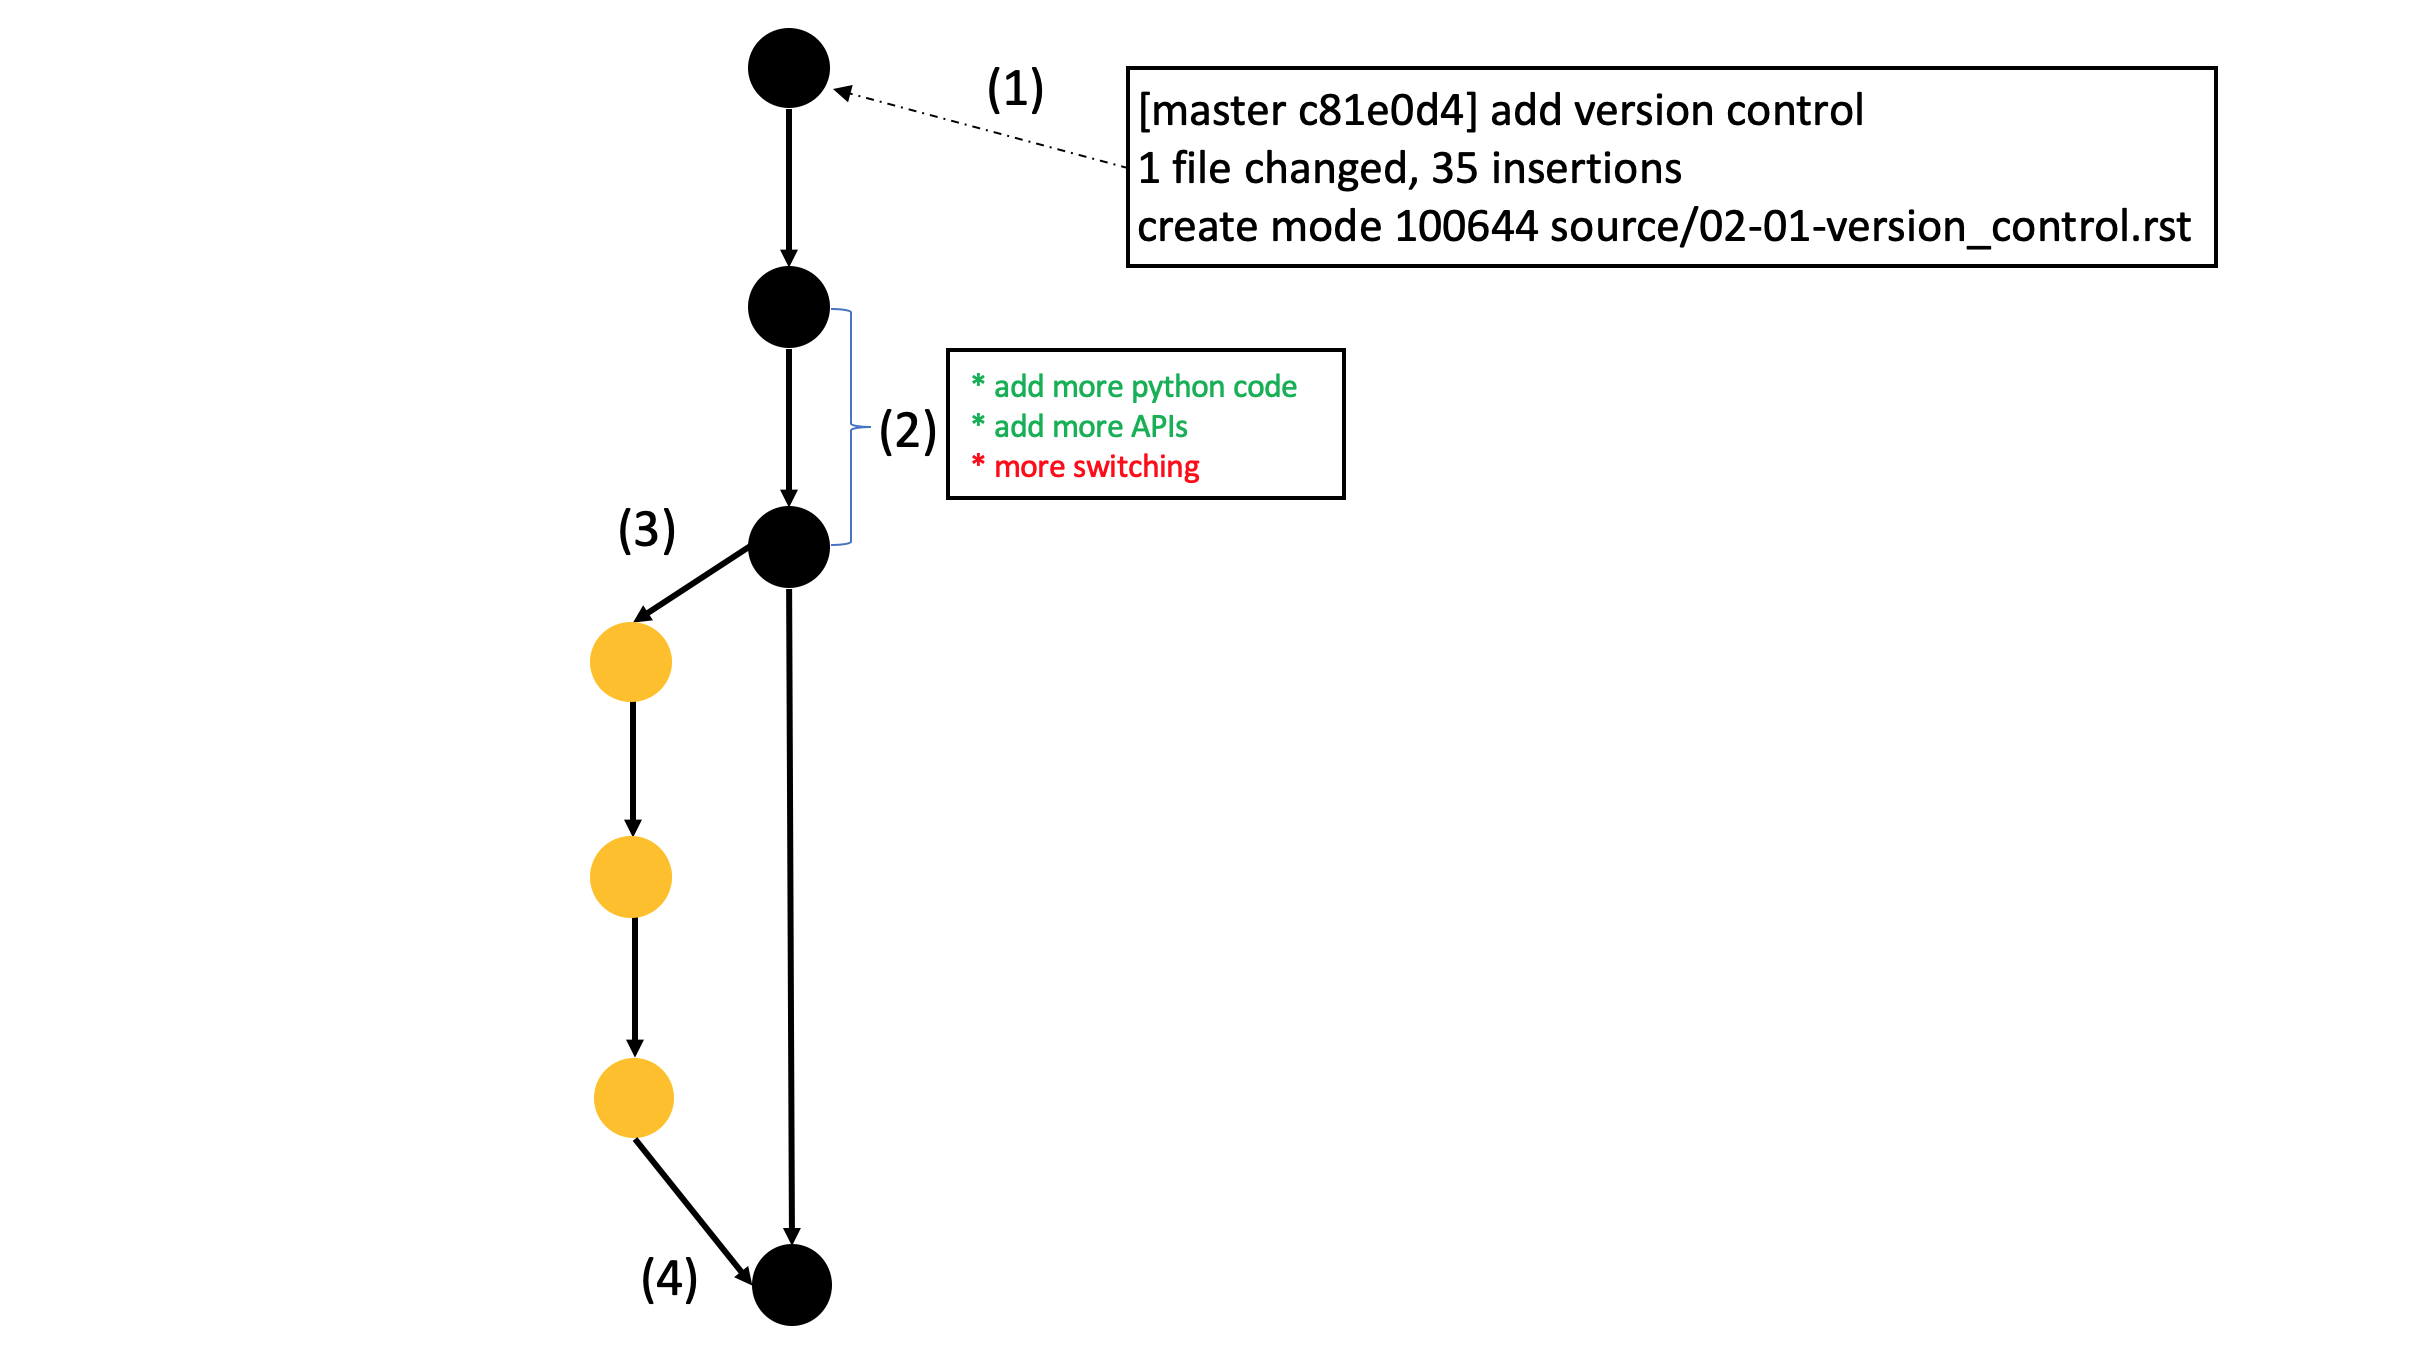 (1)
[master c81e0d4] add version control
1 file changed, 35 insertions
create mode 100644 source/02-01-version_control.rst
(2)
* add more python code
* add more APIs
* more switching
(3)
(4)